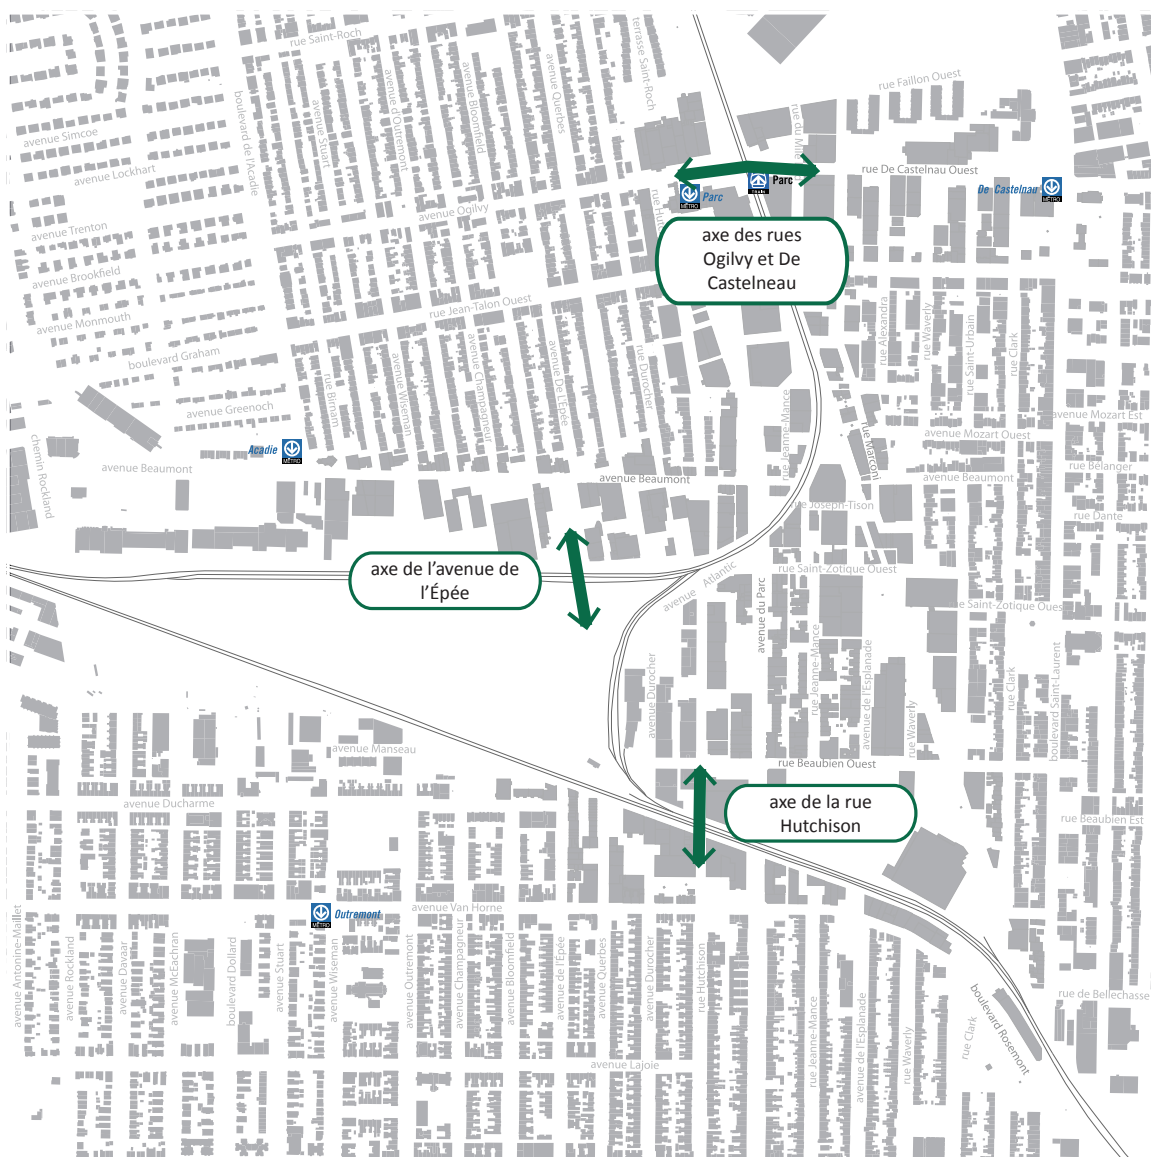 rue Saint-Roch
terrasse Saint-Roch
avenue Stuart
avenue d'Outremont
avenue Bloomfield
avenue Querbes
boulevard de l'Acadie
avenue Simcoe
avenue Lockhart
avenue Trenton
avenue Brookfield
avenue Monmouth
boulevard Graham
avenue Greenoch
avenue Ogilvy
rue Jean-Talon Ouest
rue Faillon Ouest
rue De Castelnau Ouest
Parc
TRAIN
Parc
MÉTRO
De Castelnau
MÉTRO
axe des rues
Ogilvy et De
Castelneau
rue Birnam
avenue Wiseman
avenue Champagneur
avenue De L'Épée
rue Durocher
rue Alexandra
rue Waverly
rue Saint-Urbain
rue Clark
rue Jeanne-Mance
rue Marconi
avenue Mozart Est
avenue Mozart Ouest
rue Bélanger
avenue Beaumont
rue Dante
chemin Rockland
Acadie
MÉTRO
avenue Beaumont
avenue Beaumont
rue Joseph-Tison
rue Saint-Zotique Ouest
axe de l'avenue de
l'Épée
avenue Atlantic
avenue du Parc
rue Jeanne-Mance
avenue de l'Esplanade
rue Waverly
rue Clark
boulevard Saint-Laurent
avenue Durocher
rue Beaubien Ouest
rue Beaubien Est
axe de la rue
Hutchison
avenue Manseau
avenue Ducharme
Outremont
MÉTRO
avenue Van Horne
avenue Antonine-Maillet
avenue Rockland
avenue Davaar
avenue McEachran
boulevard Dollard
avenue Stuart
avenue Wiseman
avenue Outremont
avenue Champagneur
avenue Bloomfield
avenue de l'Épée
avenue Querbes
avenue Durocher
rue Hutchison
rue Jeanne-Mance
avenue de l'Esplanade
rue Waverly
rue Clark
boulevard Rosemont
rue de Bellechasse
avenue Lajoie